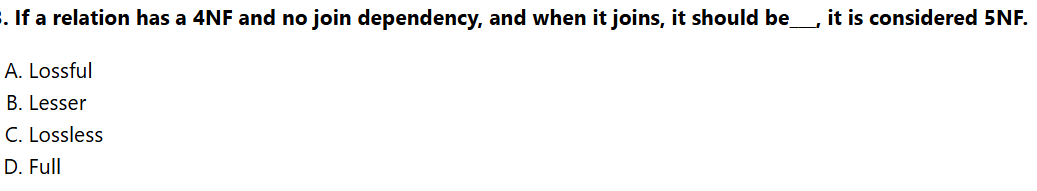 . If a relation has a 4NF and no join dependency, and when it joins, it should be___, it is considered 5NF.
A. Lossful
B. Lesser
C. Lossless
D. Full